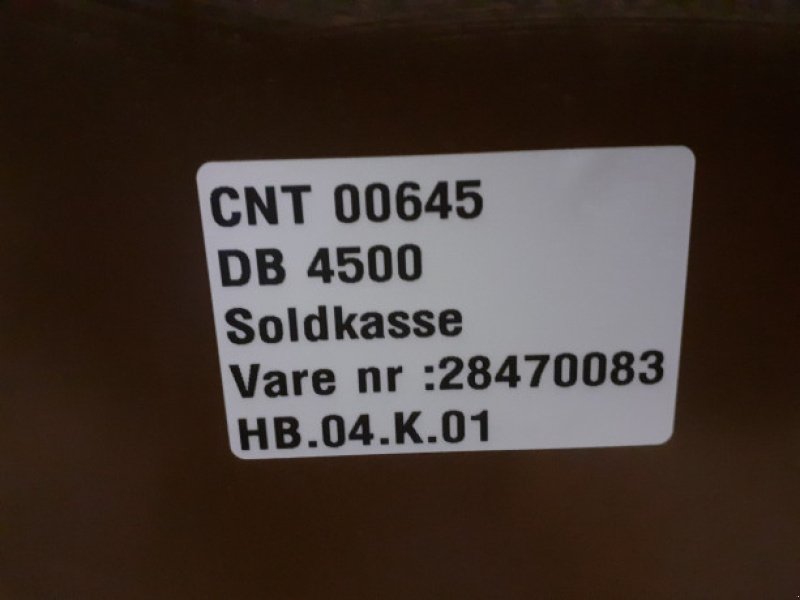 CNT 00645
DB 4500
Soldkasse
Vare nr :28470083
HB.04.K.01